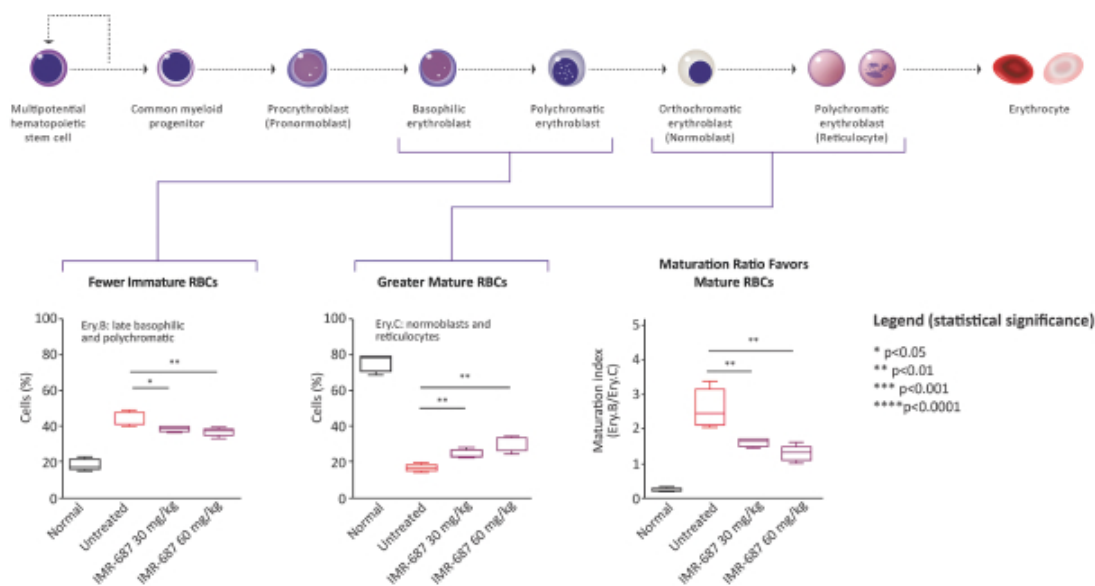 Multipotential
hematopoietic
stem cell
Common myeloid
progenitor
Procrythroblast
(Pronormoblast)
Basophilic
erythroblast
Polychromatic
erythroblast
Orthochromatic
erythroblast
(Normoblast)
Polychromatic
erythroblast
(Reticulocyte)
Erythrocyte
Fewer Immature RBCs
Ery.B: late basophilic
and polychromatic
Cells (%)
100
80
60
40
20
0
**
*
Normal
Untreated
IMR-687 30 mg/kg
IMR-687 60 mg/kg
Greater Mature RBCs
Ery.C: normoblasts and
reticulocytes
Cells (%)
100
80
60
40
20
0
**
**
Normal
Untreated
IMR-687 30 mg/kg
IMR-687 60 mg/kg
Maturation Ratio Favors
Mature RBCs
Maturation index
(Ery.B/Ery.C)
5
4
3
2
1
0
**
**
Normal
Untreated
IMR-687 30 mg/kg
IMR-687 60 mg/kg
Legend (statistical significance)
* p<0.05
** p<0.01
*** p<0.001
****p<0.0001